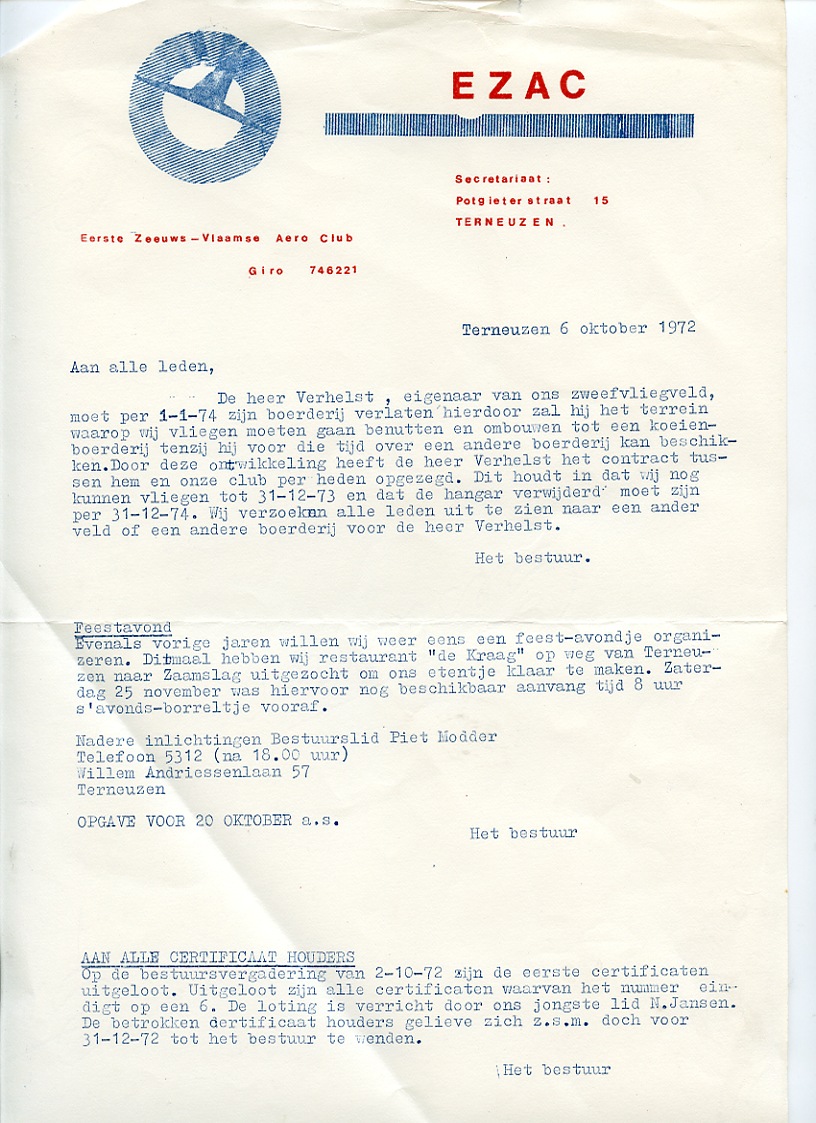 EZAC
Secretariaat:
Potgieterstraat 15
TERNEUZEN.
Eerste Zeeuws-Vlaamse Aero Club
Giro 746221
Terneuzen 6 oktober 1972
Aan alle leden,
De heer Verhelst , eigenaar van ons zweefvliegveld,
moet per 1-1-74 zijn boerderij verlaten hierdoor zal hij het terrein
waarop wij vliegen moeten gaan benutten en ombouwen tot een koeien-
boerderij tenzij hij voor die tijd over een andere boerderij kan beschik-
ken.Door deze ontwikkeling heeft de heer Verhelst het contract tus-
sen hem en onze club per heden opgezegd. Dit houdt in dat wij nog
kunnen vliegen tot 31-12-73 en dat de hangar verwijderd moet zijn
per 31-12-74. Wij verzoeken alle leden uit te zien naar een ander
veld of een andere boerderij voor de heer Verhelst.
Het bestuur.
Feestavond
Evenals vorige jaren willen wij weer eens een feest-avondje organi-
zeren. Ditmaal hebben wij restaurant "de Kraag" op weg van Terneu-
zen naar Zaamslag uitgezocht om ons etentje klaar te maken. Zater-
dag 25 november was hiervoor nog beschikbaar aanvang tijd 8 uur
s'avonds-borreltje vooraf.
Nadere inlichtingen Bestuurslid Piet Modder
Telefoon 5312 (na 18.00 uur)
Willem Andriessenlaan 57
Terneuzen
OPGAVE VOOR 20 OKTOBER a.s.
Het bestuur
AAN ALLE CERTIFICAAT HOUDERS
Op de bestuursvergadering van 2-10-72 zijn de eerste certificaten
uitgeloot. Uitgeloot zijn alle certificaten waarvan het nummer ein-
digt op een 6. De loting is verricht door ons jongste lid N.Jansen.
De betrokken dertificaat houders gelieve zich z.s.m. doch voor
31-12-72 tot het bestuur te wenden.
Het bestuur